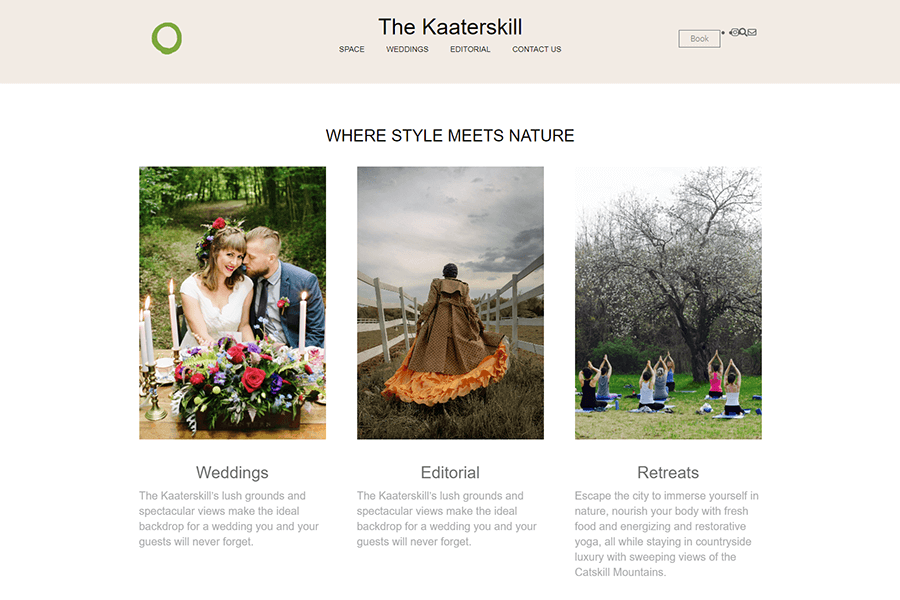 The Kaaterskill
SPACE WEDDINGS EDITORIAL CONTACT US
Book
WHERE STYLE MEETS NATURE
Weddings
The Kaaterskill's lush grounds and
spectacular views make the ideal
backdrop for a wedding you and your
guests will never forget.
Editorial
The Kaaterskill's lush grounds and
spectacular views make the ideal
backdrop for a wedding you and your
guests will never forget.
Retreats
Escape the city to immerse yourself in
nature, nourish your body with fresh
food and energizing and restorative
yoga, all while staying in countryside
luxury with sweeping views of the
Catskill Mountains.